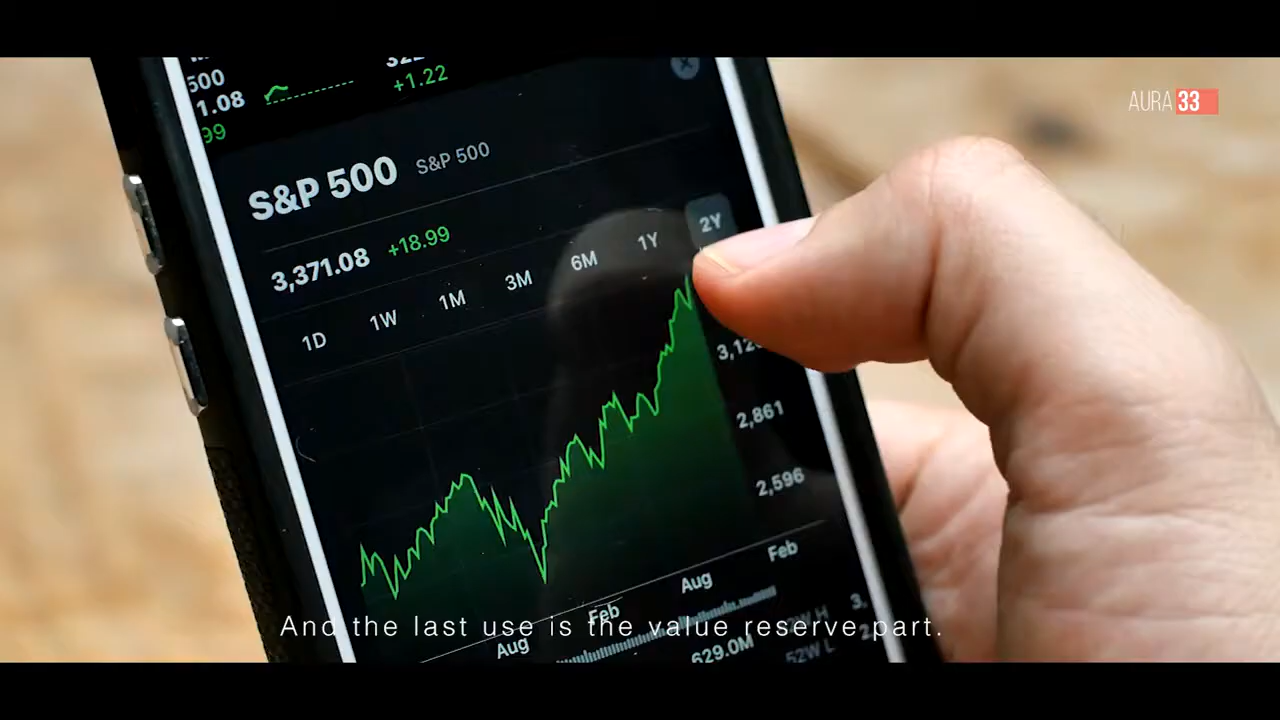 500
1.08
+1.22
99
AURA 33
S&P 500 S&P 500
3,371.08 +18.99
1D 1W 1M 3M 6M 1Y 2Y
2,861
2,596
Aug Feb Aug Feb
629.0M
52W H
52W L
And the last use is the value reserve part.